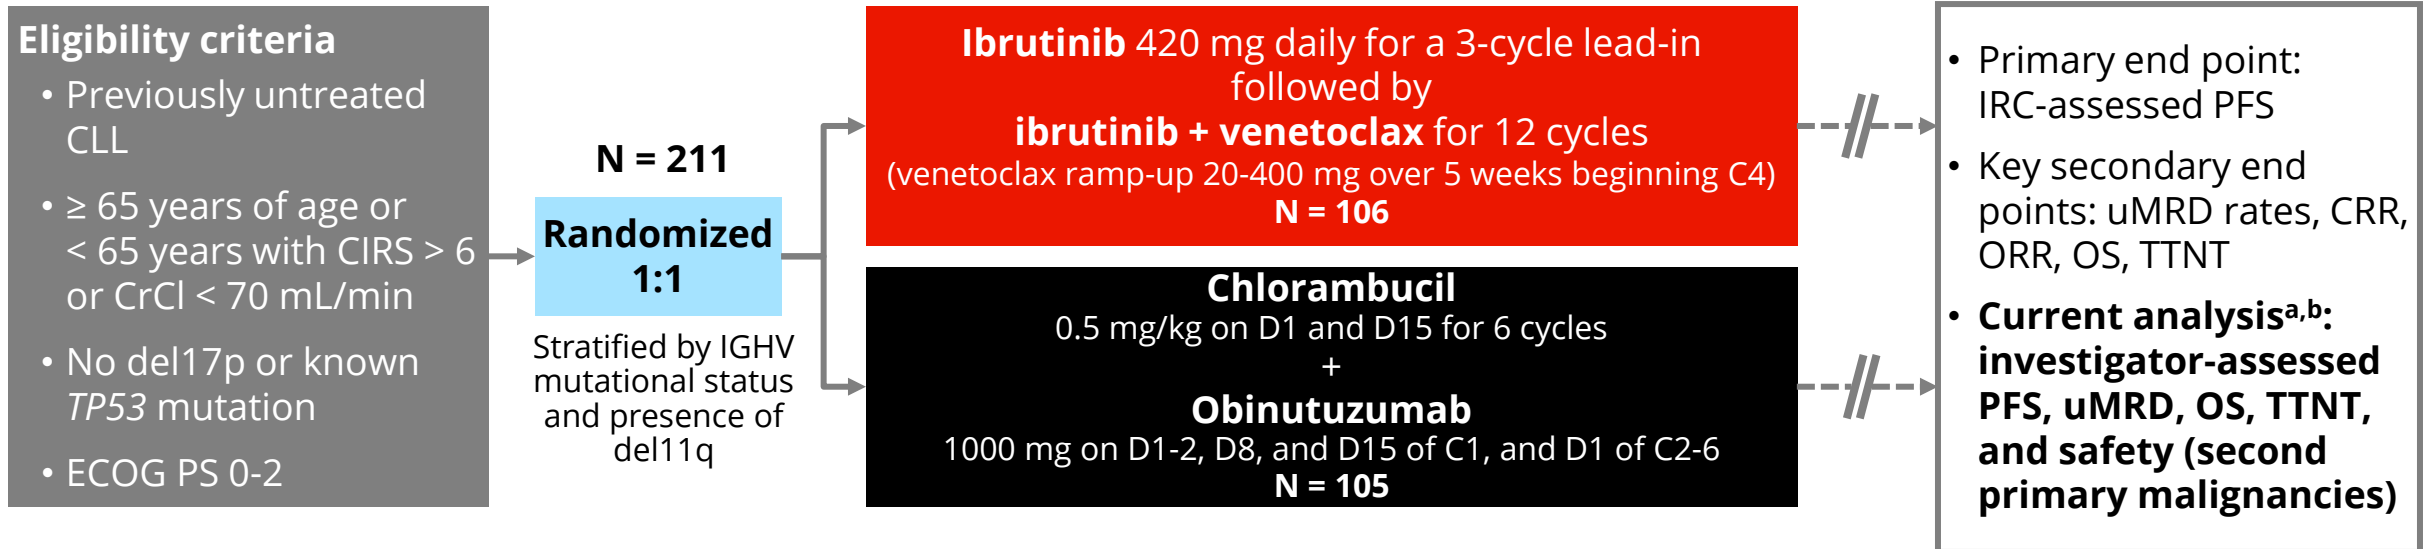 Eligibility criteria
• Previously untreated
CLL
• ≥ 65 years of age or
< 65 years with CIRS > 6
or CrCl < 70 mL/min
• No del17p or known
TP53 mutation
• ECOG PS 0-2
N = 211
Randomized
1:1
Stratified by IGHV
mutational status
and presence of
del11q
Ibrutinib 420 mg daily for a 3-cycle lead-in
followed by
ibrutinib + venetoclax for 12 cycles
(venetoclax ramp-up 20-400 mg over 5 weeks beginning C4)
N = 106
Chlorambucil
0.5 mg/kg on D1 and D15 for 6 cycles
+
Obinutuzumab
1000 mg on D1-2, D8, and D15 of C1, and D1 of C2-6
N = 105
• Primary end point:
IRC-assessed PFS
• Key secondary end
points: uMRD rates, CRR,
ORR, OS, TTNT
• Current analysisa,b:
investigator-assessed
PFS, uMRD, OS, TTNT,
and safety (second
primary malignancies)